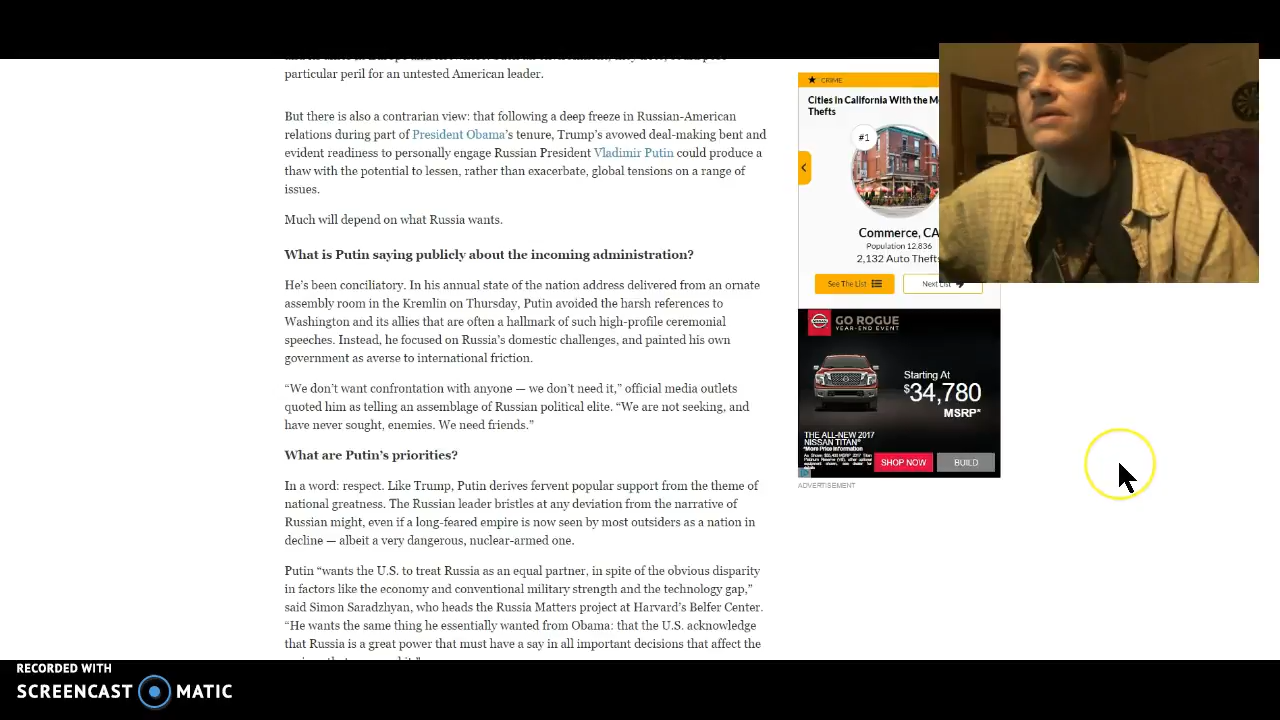 particular peril for an untested American leader.
But there is also a contrarian view: that following a deep freeze in Russian-American
relations during part of President Obama's tenure, Trump's avowed deal-making bent and
evident readiness to personally engage Russian President Vladimir Putin could produce a
thaw with the potential to lessen, rather than exacerbate, global tensions on a range of
issues.
Much will depend on what Russia wants.
What is Putin saying publicly about the incoming administration?
He's been conciliatory. In his annual state of the nation address delivered from an ornate
assembly room in the Kremlin on Thursday, Putin avoided the harsh references to
Washington and its allies that are often a hallmark of such high-profile ceremonial
speeches. Instead, he focused on Russia's domestic challenges, and painted his own
government as averse to international friction.
“We don't want confrontation with anyone — we don't need it,” official media outlets
quoted him as telling an assemblage of Russian political elite. “We are not seeking, and
have never sought, enemies. We need friends.”
What are Putin's priorities?
In a word: respect. Like Trump, Putin derives fervent popular support from the theme of
national greatness. The Russian leader bristles at any deviation from the narrative of
Russian might, even if a long-feared empire is now seen by most outsiders as a nation in
decline — albeit a very dangerous, nuclear-armed one.
Putin “wants the U.S. to treat Russia as an equal partner, in spite of the obvious disparity
in factors like the economy and conventional military strength and the technology gap,”
said Simon Saradzhyan, who heads the Russia Matters project at Harvard's Belfer Center.
“He wants the same thing he essentially wanted from Obama: that the U.S. acknowledge
that Russia is a great power that must have a say in all important decisions that affect the
CRIME
Cities in California With the M
Thefts
#1
Commerce, CA
Population 12,836
2,132 Auto Thefts
See The List
Next List
NISSAN
GO ROGUE
YEAR-END EVENT
Starting At
$34,780
MSRP*
THE ALL-NEW 2017
NISSAN TITAN®
*More Price Information
SHOP NOW
BUILD
ADVERTISEMENT
RECORDED WITH
SCREENCAST MATIC